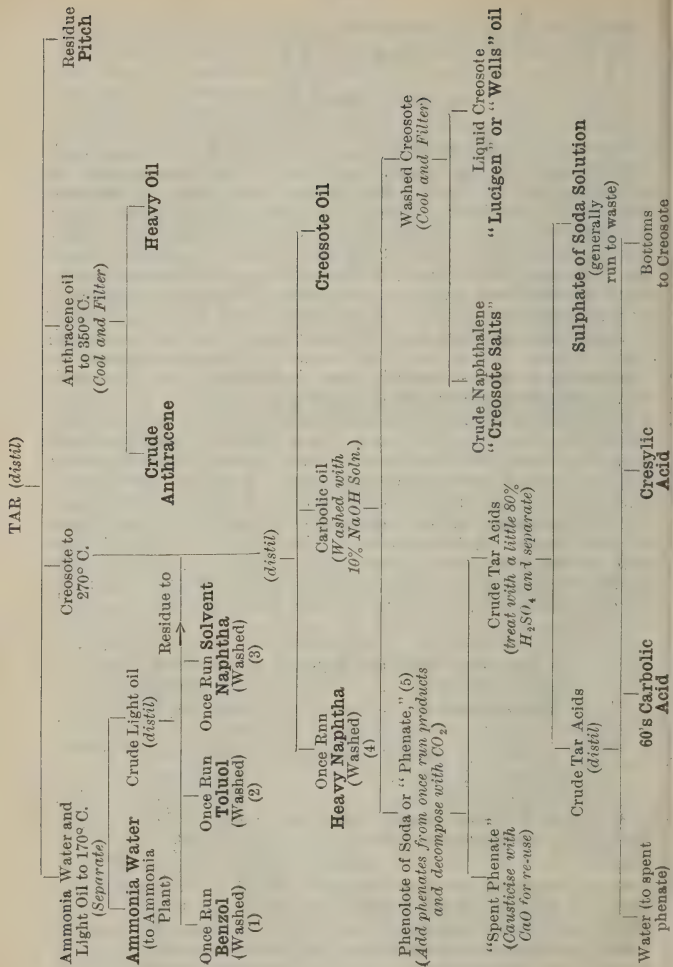 TAR (distil)
Ammonia Water and
Light Oil to 170° C.
(Separate)
Creosote to
270° C.
Anthracene oil
to 350° C.
(Cool and Filter)
Residue
Pitch
Ammonia Water
(to Ammonia
Plant)
Crude Light oil
(distil)
Crude
Anthracene
Heavy Oil
Residue to
Once Run
Benzol
(Washed)
(1)
Once Run
Toluol
(Washed)
(2)
Once Run Solvent
Naphtha
(Washed)
(3)
(distil)
Once Rnn
Heavy Naphtha
(Washed)
(4)
Carbolic oil
(Washed with
10% NaOH Soln.)
Creosote Oil
Phenolote of Soda or “ Phenate,” (5)
(Add phenates from once run products
and decompose with CO2)
Washed Creosote
(Cool and Filter)
"Spent Phenate"
(Causticise with
CaO for re-use)
Crude Tar Acids
(treat with a little 80%
H2SO4 and separate)
Crude Naphthalene
“ Creosote Salts”
Liquid Creosote
“ Lucigen” or “ Wells” oil
Crude Tar Acids
(distil)
Sulphate of Soda Solution
(generally
run to waste)
Water (to spent
phenate)
60's Carbolic
Acid
Cresylic
Acid
Bottoms
to Creosote